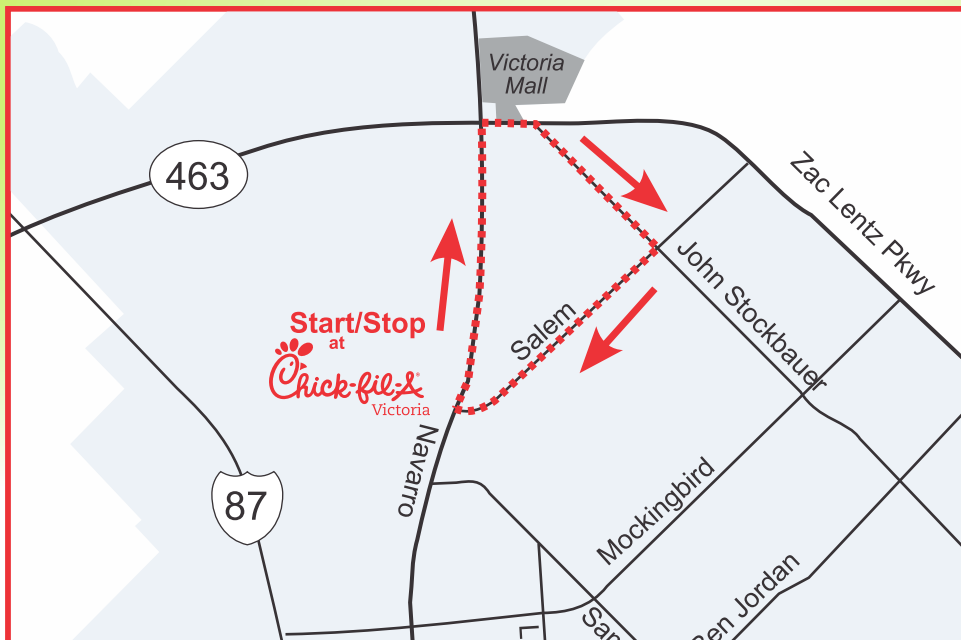 Victoria
Mall
463
Zac Lentz Pkwy
John Stockbauer
Start/Stop
at
Chick-fil-A®
Victoria
Salem
Navarro
87
Mockingbird
Ben Jordan